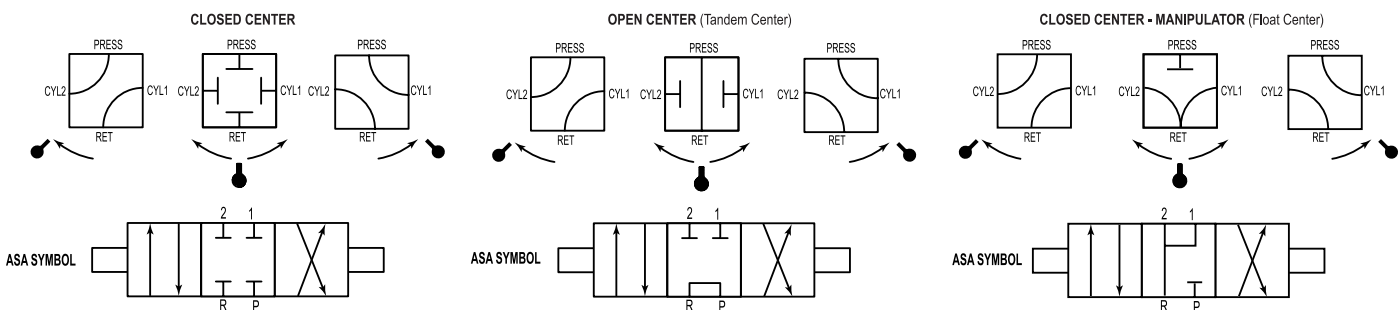 CLOSED CENTER
PRESS
CYL2
CYL1
RET
PRESS
CYL2
CYL1
RET
PRESS
CYL2
CYL1
RET
ASA SYMBOL
2 1
R P
OPEN CENTER (Tandem Center)
PRESS
CYL2
CYL1
RET
PRESS
CYL2
CYL1
RET
PRESS
CYL2
CYL1
RET
ASA SYMBOL
2 1
R P
CLOSED CENTER - MANIPULATOR (Float Center)
PRESS
CYL2
CYL1
RET
PRESS
CYL2
CYL1
RET
PRESS
CYL2
CYL1
RET
ASA SYMBOL
2 1
R P